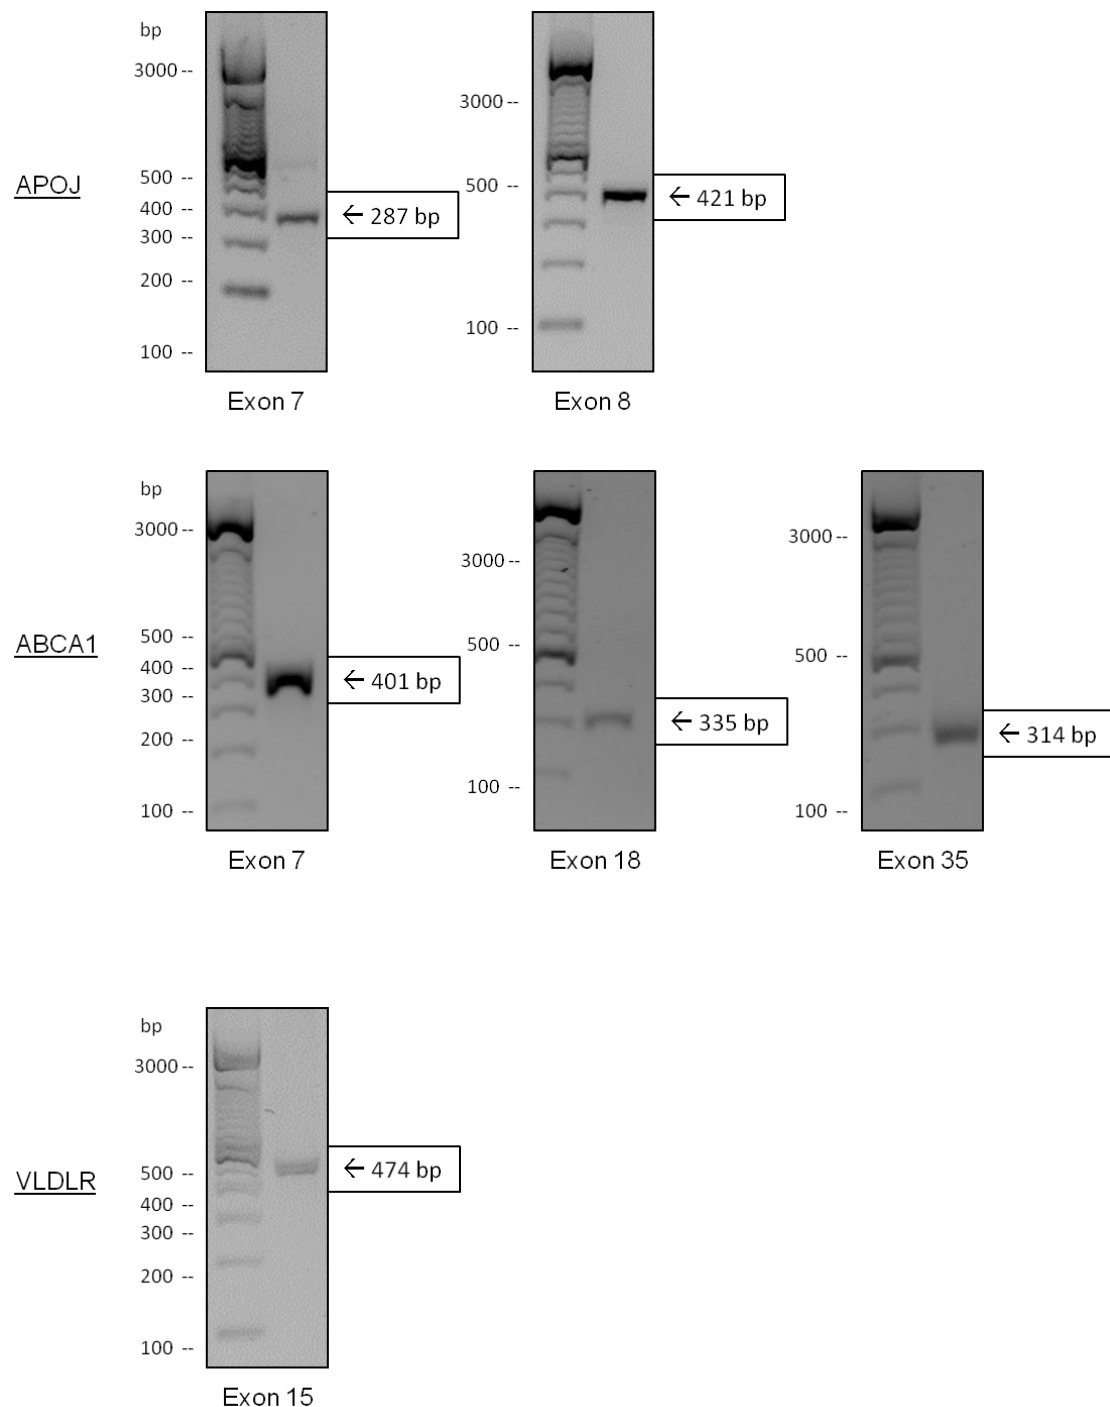 bp
3000 --
500 --
400 --
300 --
200 --
100 --
APOJ
← 287 bp
Exon 7
3000 --
500 --
100 --
← 421 bp
Exon 8
bp
3000 --
500 --
400 --
300 --
200 --
100 --
ABCA1
← 401 bp
Exon 7
3000 --
500 --
100 --
← 335 bp
Exon 18
3000 --
500 --
100 --
← 314 bp
Exon 35
bp
3000 --
500 --
400 --
300 --
200 --
100 --
VLDLR
← 474 bp
Exon 15